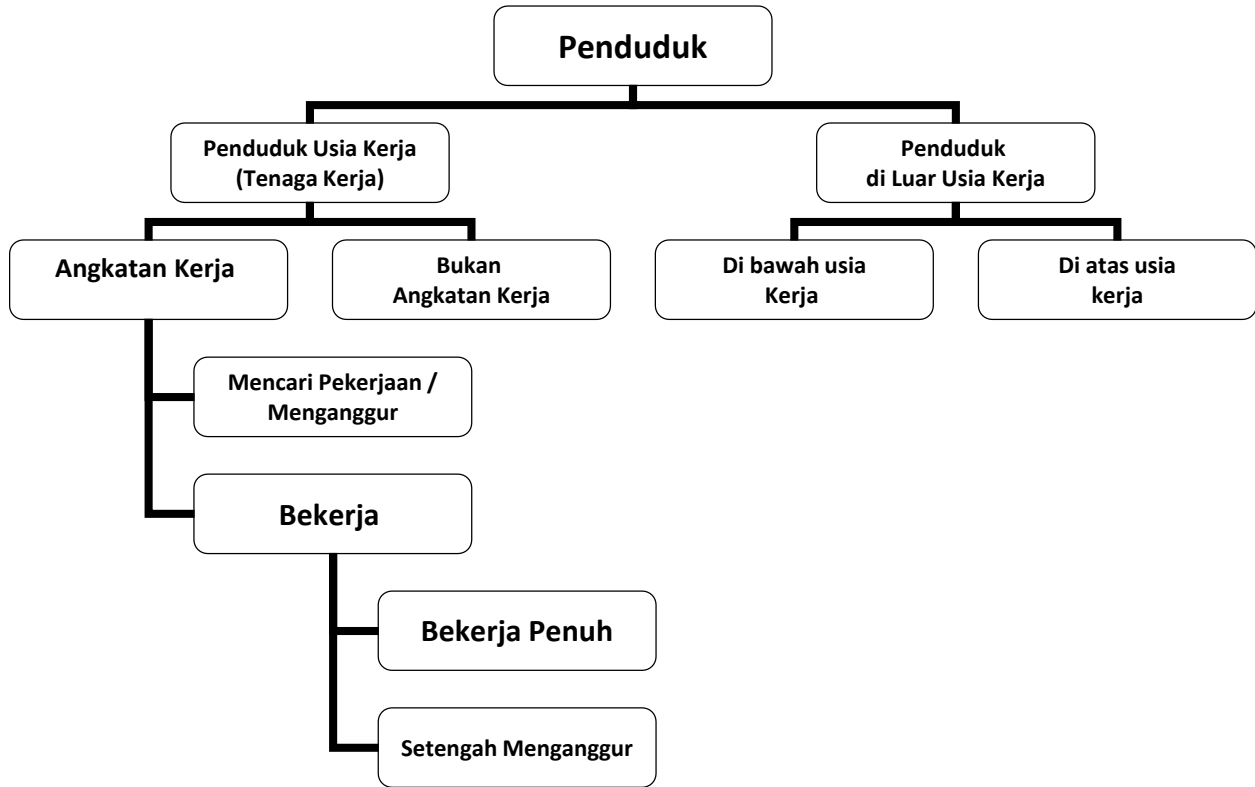 Penduduk
Penduduk Usia Kerja
(Tenaga Kerja)
Penduduk
di Luar Usia Kerja
Angkatan Kerja
Bukan
Angkatan Kerja
Di bawah usia
Kerja
Di atas usia
kerja
Mencari Pekerjaan /
Menganggur
Bekerja
Bekerja Penuh
Setengah Menganggur